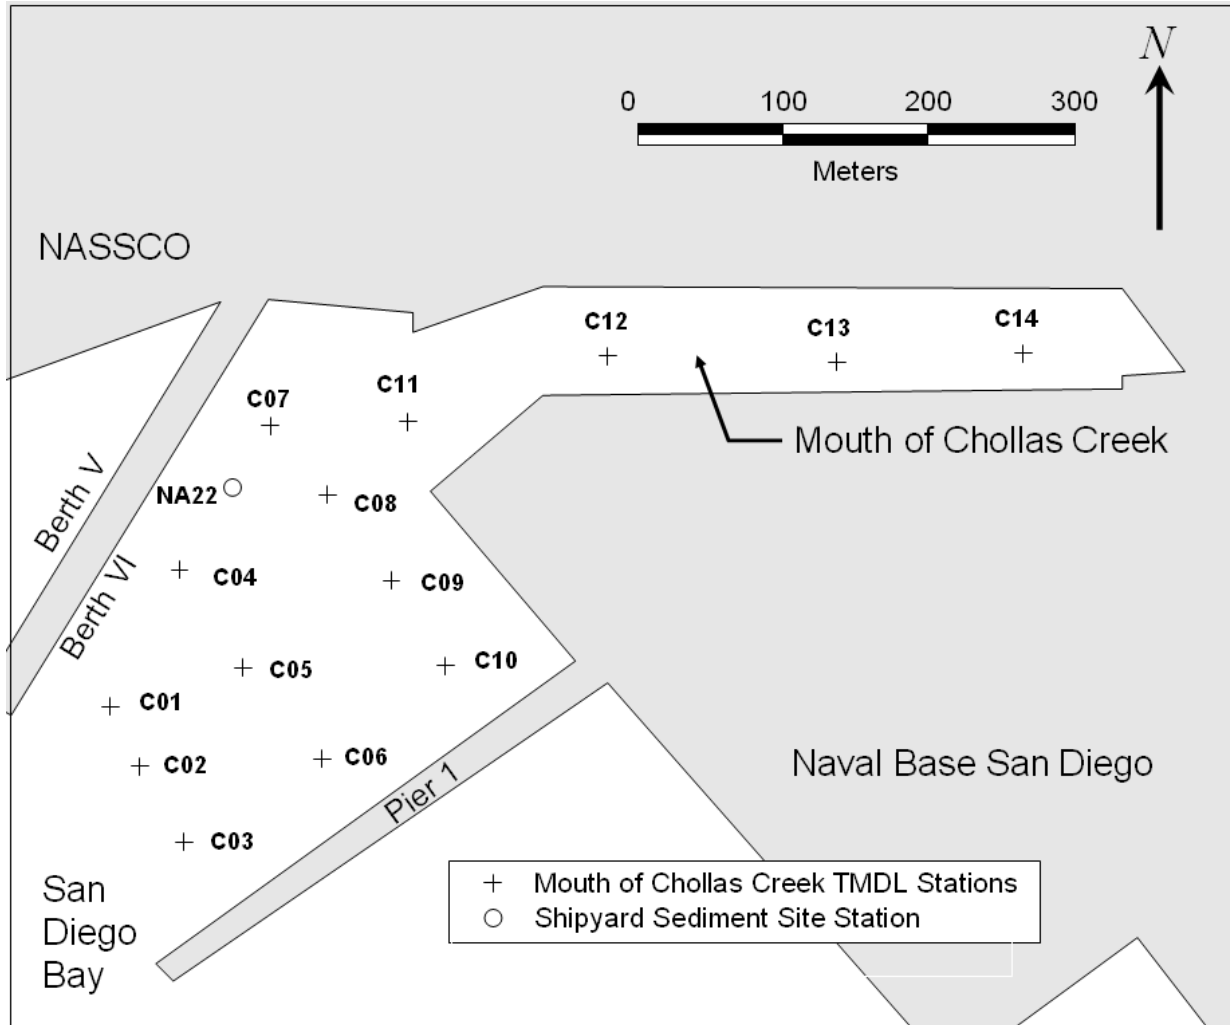 N
0 100 200 300
Meters
NASSCO
C12
C13
C14
C11
C07
Mouth of Chollas Creek
Berth V
NA22
C08
Berth VI
C04
C09
C05
C10
C01
C02
C06
Naval Base San Diego
Pier 1
C03
San
Diego
Bay
Mouth of Chollas Creek TMDL Stations
Shipyard Sediment Site Station